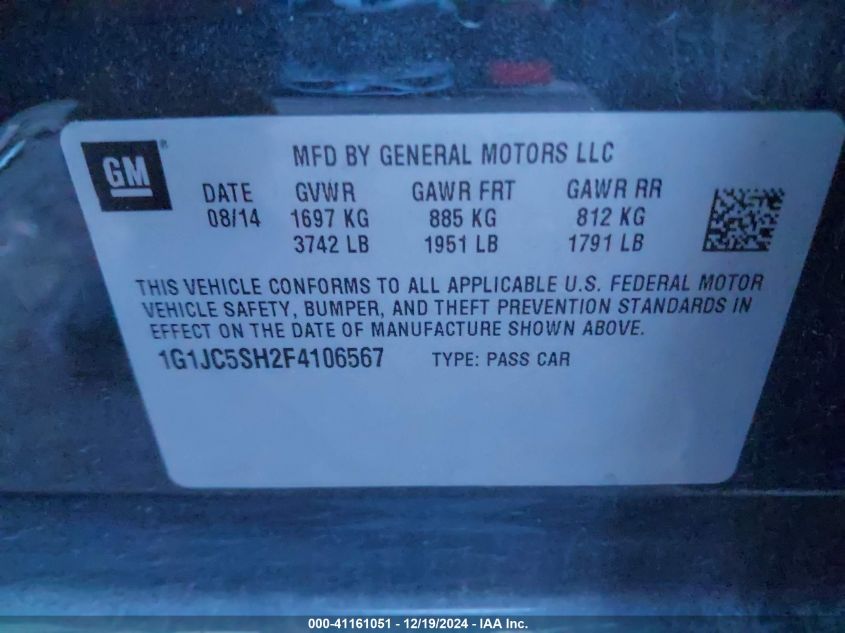 GM®
MFD BY GENERAL MOTORS LLC
DATE GVWR GAWR FRT GAWR RR
08/14 1697 KG 885 KG 812 KG
3742 LB 1951 LB 1791 LB
THIS VEHICLE CONFORMS TO ALL APPLICABLE U.S. FEDERAL MOTOR
VEHICLE SAFETY, BUMPER, AND THEFT PREVENTION STANDARDS IN
EFFECT ON THE DATE OF MANUFACTURE SHOWN ABOVE.
1G1JC5SH2F4106567 TYPE: PASS CAR
000-41161051 - 12/19/2024 - IAA Inc.